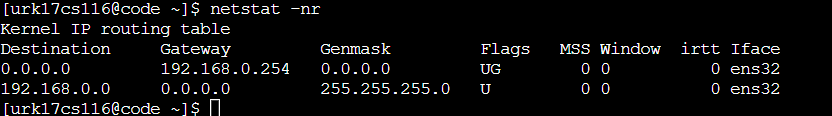 [urk17cs116@code ~]$ netstat -nr
Kernel IP routing table
Destination     Gateway         Genmask         Flags   MSS Window  irtt Iface
0.0.0.0         192.168.0.254   0.0.0.0         UG        0 0          0 ens32
192.168.0.0     0.0.0.0         255.255.255.0   U         0 0          0 ens32
[urk17cs116@code ~]$